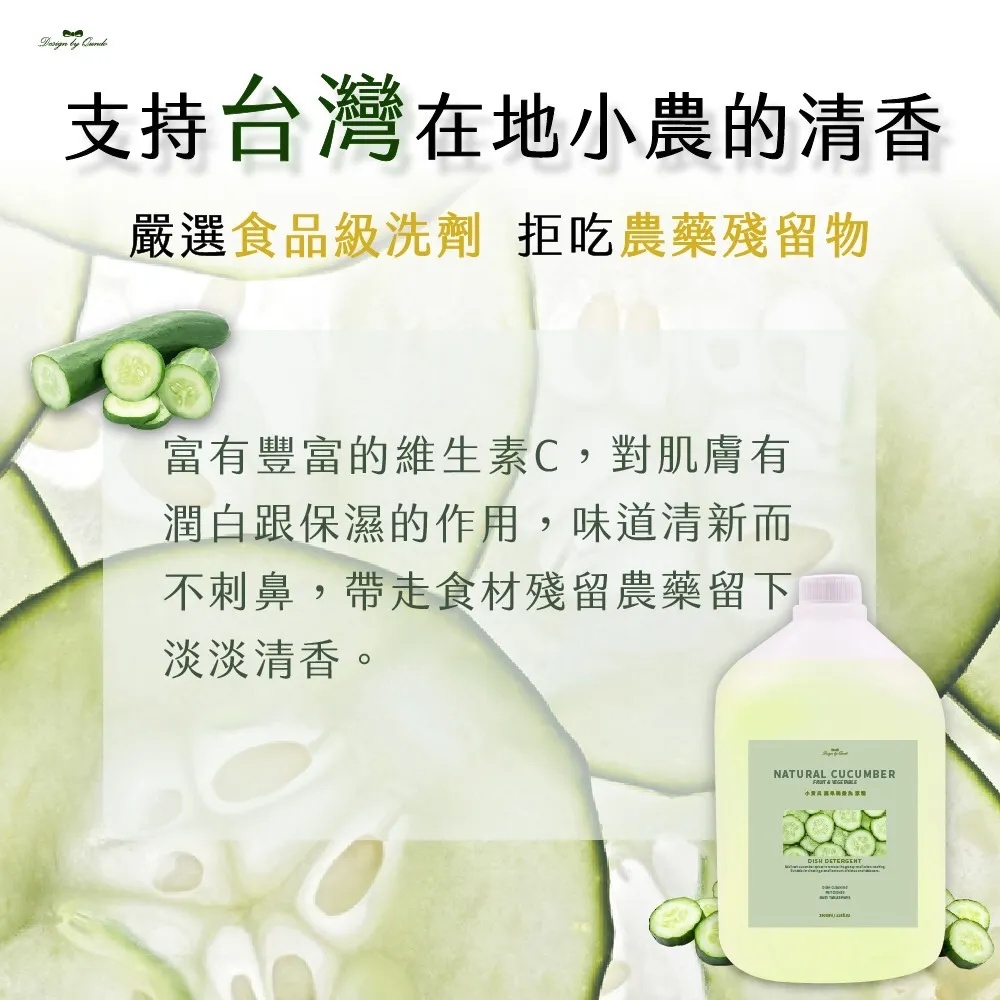 Design by Qundo
支持台灣在地小農的清香
嚴選食品級洗劑 拒吃農藥殘留物
富有豐富的維生素C，對肌膚有
潤白跟保濕的作用，味道清新而
不刺鼻，帶走食材殘留農藥留下
淡淡清香。
NATURAL CUCUMBER
FRUIT & VEGETABLE
DISH DETERGENT